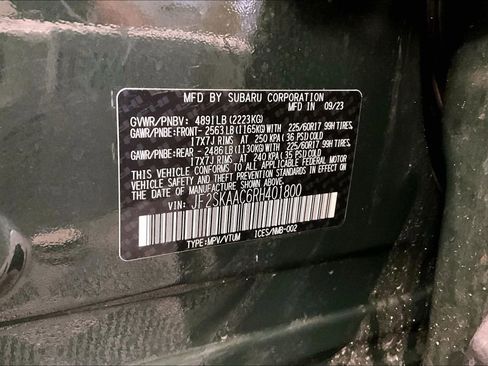 MFD BY SUBARU CORPORATION
MFD IN 09/23
GVWR/PNBV: 4891LB(2223KG)
GAWR/PNBE:FRONT-2563LB(1165KG)WITH 225/60R17 99H TIRES,
17X7J RIMS AT 250 KPA(36 PSI)COLD
GAWR/PNBE:REAR -2486LB(1130KG)WITH 225/60R17 99H TIRES,
17X7J RIMS AT 240 KPA(35 PSI)COLD
THIS VEHICLE CONFORMS TO ALL APPLICABLE FEDERAL MOTOR
VEHICLE SAFETY AND THEFT PREVENTION STANDARDS IN EFFECT ON
THE DATE OF MANUFACTURE SHOWN ABOVE.
VIN: JF2SKAAC6RH401800
TYPE:MPV/VTUM ICES/NMB-002